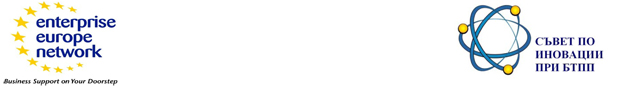 enterprise
europe
network
Business Support on Your Doorstep
СЪВЕТ ПО
ИНОВАЦИИ
ПРИ БТПП